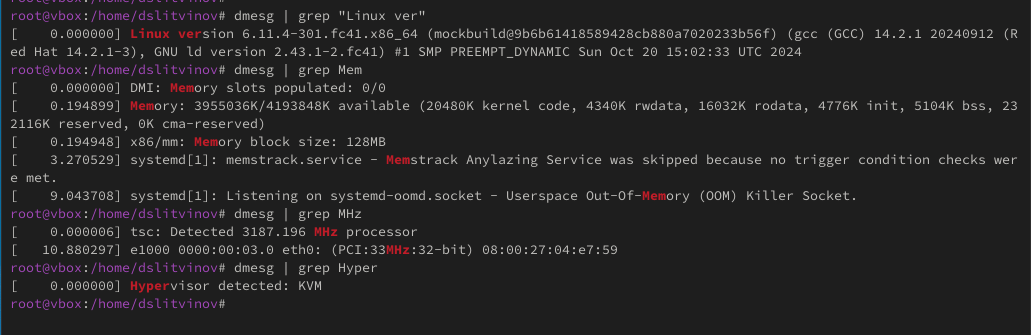 root@vbox:/home/dslitvinov# dmesg | grep "Linux ver"
[    0.000000] Linux version 6.11.4-301.fc41.x86_64 (mockbuild@9b6b61418589428cb880a7020233b56f) (gcc (GCC) 14.2.1 20240912 (R
ed Hat 14.2.1-3), GNU ld version 2.43.1-2.fc41) #1 SMP PREEMPT_DYNAMIC Sun Oct 20 15:02:33 UTC 2024
root@vbox:/home/dslitvinov# dmesg | grep Mem
[    0.000000] DMI: Memory slots populated: 0/0
[    0.194899] Memory: 3955036K/4193848K available (20480K kernel code, 4340K rwdata, 16032K rodata, 4776K init, 5104K bss, 23
2116K reserved, 0K cma-reserved)
[    0.194948] x86/mm: Memory block size: 128MB
[    3.270529] systemd[1]: memstrack.service - Memstrack Anylazing Service was skipped because no trigger condition checks wer
e met.
[    9.043708] systemd[1]: Listening on systemd-oomd.socket - Userspace Out-Of-Memory (OOM) Killer Socket.
root@vbox:/home/dslitvinov# dmesg | grep MHz
[    0.000006] tsc: Detected 3187.196 MHz processor
[   10.880297] e1000 0000:00:03.0 eth0: (PCI:33MHz:32-bit) 08:00:27:04:e7:59
root@vbox:/home/dslitvinov# dmesg | grep Hyper
[    0.000000] Hypervisor detected: KVM
root@vbox:/home/dslitvinov#